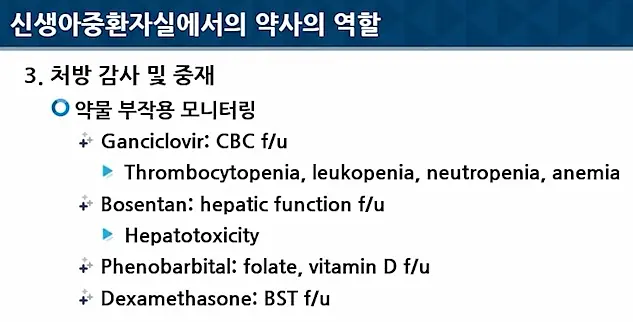 신생아중환자실에서의 약사의 역할
3. 처방 감사 및 중재
약물 부작용 모니터링
Ganciclovir: CBC f/u
Thrombocytopenia, leukopenia, neutropenia, anemia
Bosentan: hepatic function f/u
Hepatotoxicity
Phenobarbital: folate, vitamin D f/u
Dexamethasone: BST f/u